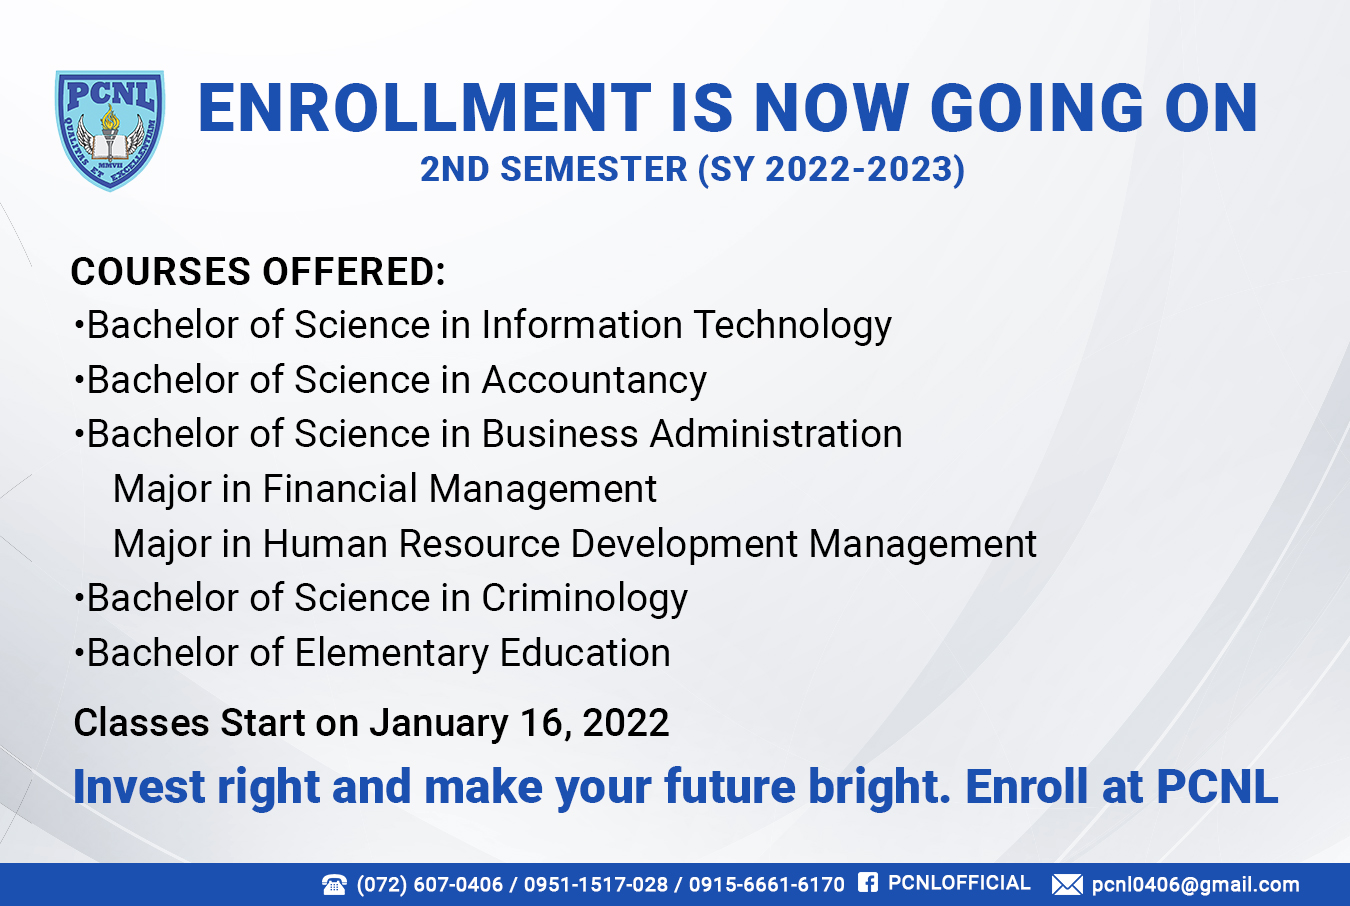 PCNL
QUALITAS ET EXCELLENTIAM
MMVII
ENROLLMENT IS NOW GOING ON
2ND SEMESTER (SY 2022-2023)
COURSES OFFERED:
•Bachelor of Science in Information Technology
•Bachelor of Science in Accountancy
•Bachelor of Science in Business Administration
Major in Financial Management
Major in Human Resource Development Management
•Bachelor of Science in Criminology
•Bachelor of Elementary Education
Classes Start on January 16, 2022
Invest right and make your future bright. Enroll at PCNL
(072) 607-0406 / 0951-1517-028 / 0915-6661-6170 PCNLOFFICIAL pcnl0406@gmail.com